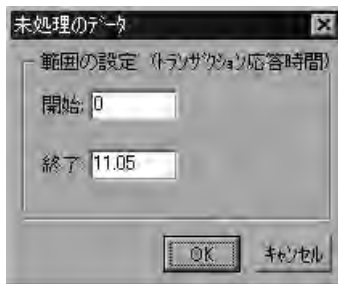 未処理のﾃﾞｰﾀ
範囲の設定 (ﾄﾗﾝｻﾞｸｼｮﾝ応答時間)
開始: 0
終了: 11.05
OK ｷｬﾝｾﾙ